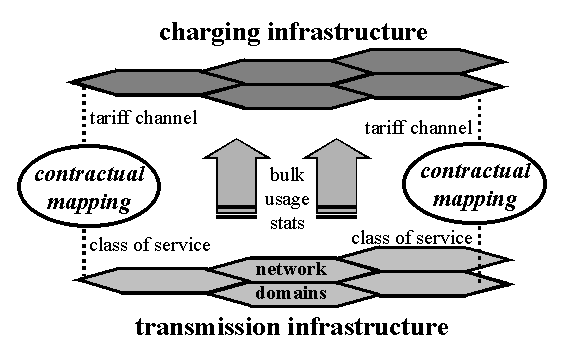 charging infrastructure
tariff channel
tariff channel
contractual
mapping
bulk
usage
stats
contractual
mapping
class of service
class of service
network
domains
transmission infrastructure